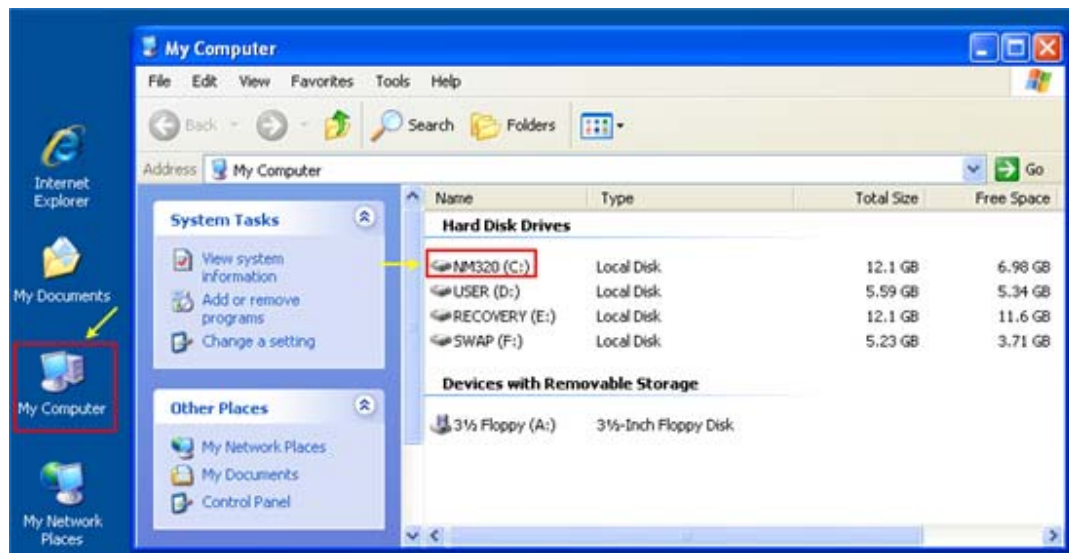 My Computer
File Edit View Favorites Tools Help
Back Search Folders
Address My Computer Go
Internet
Explorer
My Documents
My Computer
My Network
Places
System Tasks
View system
information
Add or remove
programs
Change a setting
Other Places
My Network Places
My Documents
Control Panel
Name Type Total Size Free Space
Hard Disk Drives
NM320 (C:) Local Disk 12.1 GB 6.98 GB
USER (D:) Local Disk 5.59 GB 5.34 GB
RECOVERY (E:) Local Disk 12.1 GB 11.6 GB
SWAP (F:) Local Disk 5.23 GB 3.71 GB
Devices with Removable Storage
3½ Floppy (A:) 3½-Inch Floppy Disk